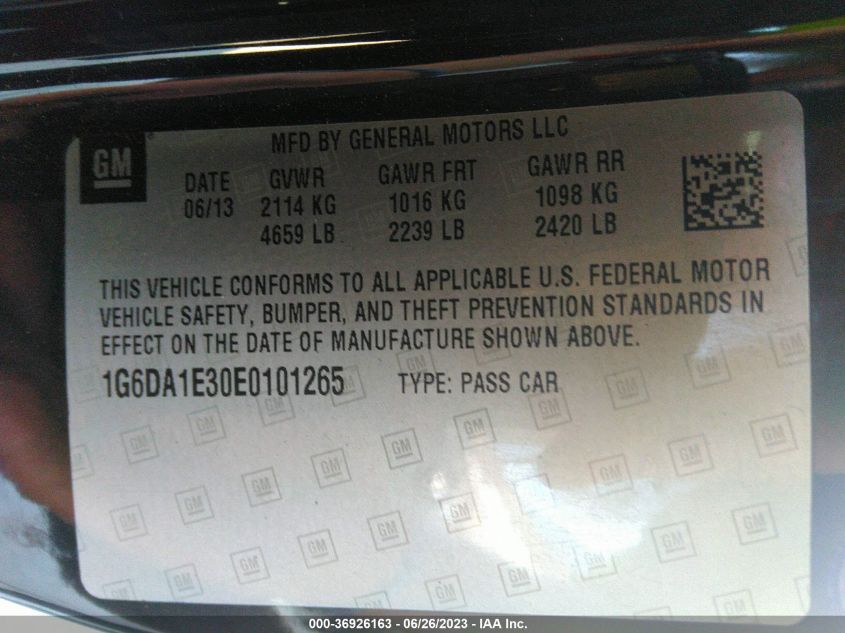 GM
MFD BY GENERAL MOTORS LLC
DATE GVWR GAWR FRT GAWR RR
06/13 2114 KG 1016 KG 1098 KG
4659 LB 2239 LB 2420 LB
THIS VEHICLE CONFORMS TO ALL APPLICABLE U.S. FEDERAL MOTOR
VEHICLE SAFETY, BUMPER, AND THEFT PREVENTION STANDARDS IN
EFFECT ON THE DATE OF MANUFACTURE SHOWN ABOVE.
1G6DA1E30E0101265 TYPE: PASS CAR
000-36926163 - 06/26/2023 - IAA Inc.